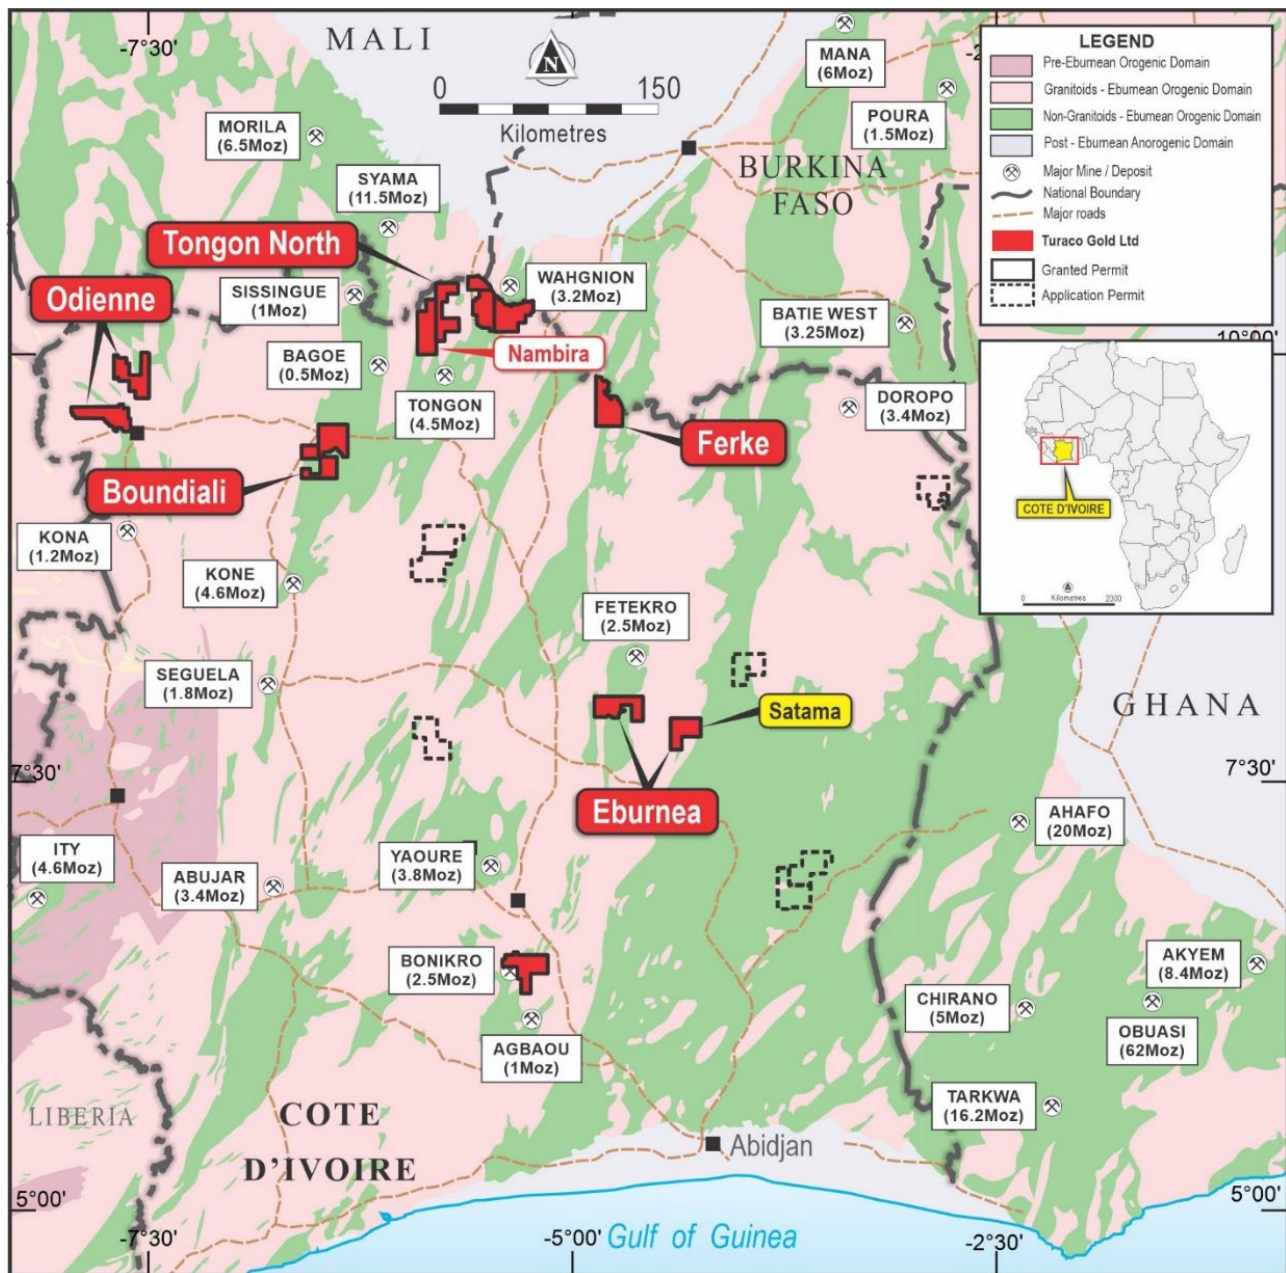 -7°30'
MALI
-5°00'
N
0
150
Kilometres
MANA
(6Moz)
POURA
(1.5Moz)
LEGEND
Pre-Eburnean Orogenic Domain
Granitoids - Eburnean Orogenic Domain
Non-Granitoids - Eburnean Orogenic Domain
Post - Eburnean Anorogenic Domain
Major Mine / Deposit
National Boundary
Major roads
Turaco Gold Ltd
Granted Permit
Application Permit
MORILA
(6.5Moz)
SYAMA
(11.5Moz)
BURKINA
FASO
Tongon North
Odienne
SISSINGUE
(1Moz)
WAHGNION
(3.2Moz)
BATIE WEST
(3.25Moz)
10°00'
Nambira
BAGOE
(0.5Moz)
TONGON
(4.5Moz)
DOROPO
(3.4Moz)
Ferke
Boundiali
COTE D'IVOIRE
0
Kilometres
2000
KONA
(1.2Moz)
KONE
(4.6Moz)
FETEKRO
(2.5Moz)
SEGUELA
(1.8Moz)
Satama
GHANA
7°30'
7°30'
Eburnea
AHAFO
(20Moz)
ITY
(4.6Moz)
ABUJAR
(3.4Moz)
YAOURE
(3.8Moz)
BONIKRO
(2.5Moz)
AKYEM
(8.4Moz)
CHIRANO
(5Moz)
OBUASI
(62Moz)
AGBAOU
(1Moz)
TARKWA
(16.2Moz)
LIBERIA
COTE
D'IVOIRE
Abidjan
5°00'
5°00'
-7°30'
-5°00'
Gulf of Guinea
-2°30'